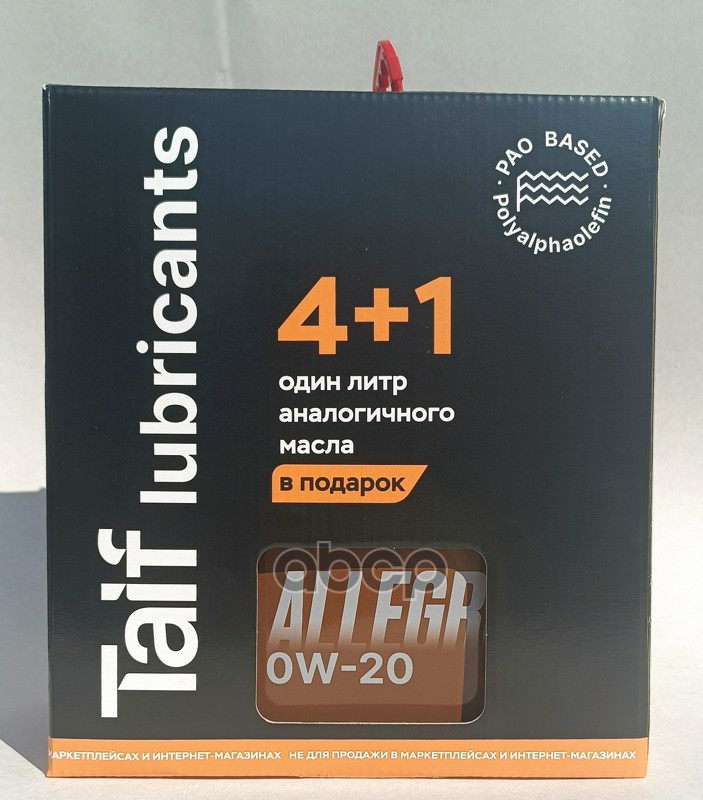 Taif lubricants
PAO BASED
Polyalphaolefin
4+1
один литр
аналогичного
масла
в подарок
abcp
ALLEGR
0W-20
МАРКЕТПЛЕЙСАХ И ИНТЕРНЕТ-МАГАЗИНАХ НЕ ДЛЯ ПРОДАЖИ В МАРКЕТПЛЕЙСАХ И ИНТЕРНЕТ-МАГАЗИНАХ